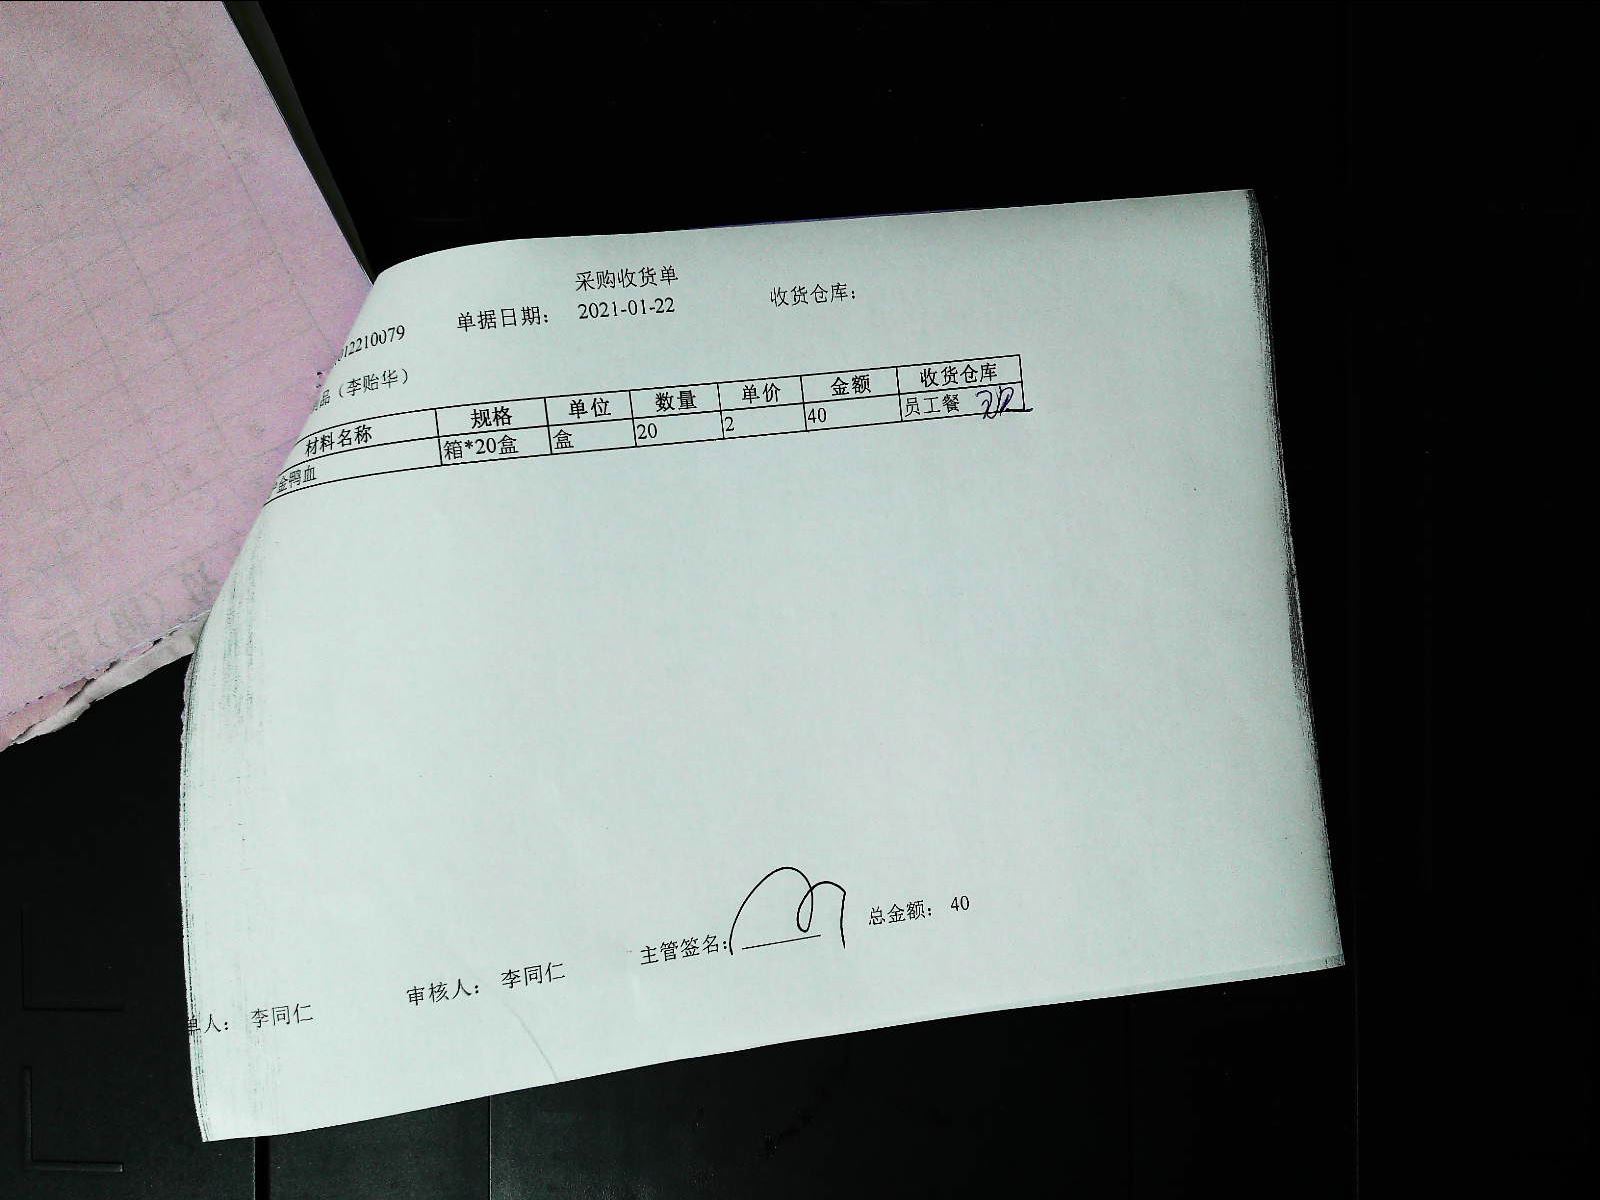 采购收货单
012210079 单据日期： 2021-01-22 收货仓库：
品（李贻华）
材料名称 规格 单位 数量 单价 金额 收货仓库
金鸭血 箱*20盒 盒 20 2 40 员工餐
单人： 李同仁 审核人： 李同仁 主管签名： 总金额： 40